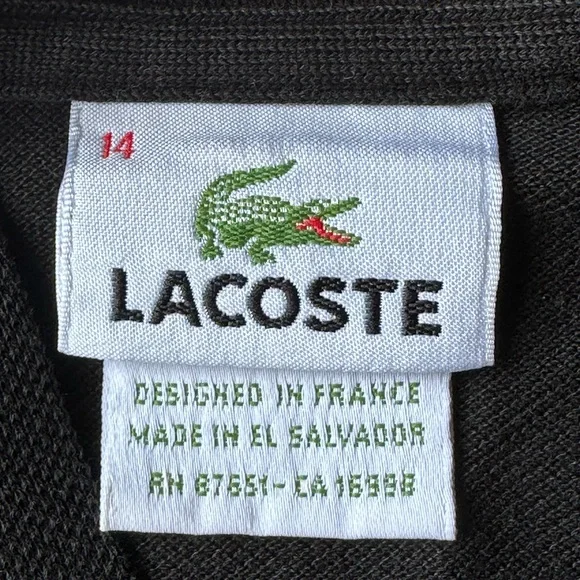 14
LACOSTE
DESIGNED IN FRANCE
MADE IN EL SALVADOR
RN 87651-CA 16998